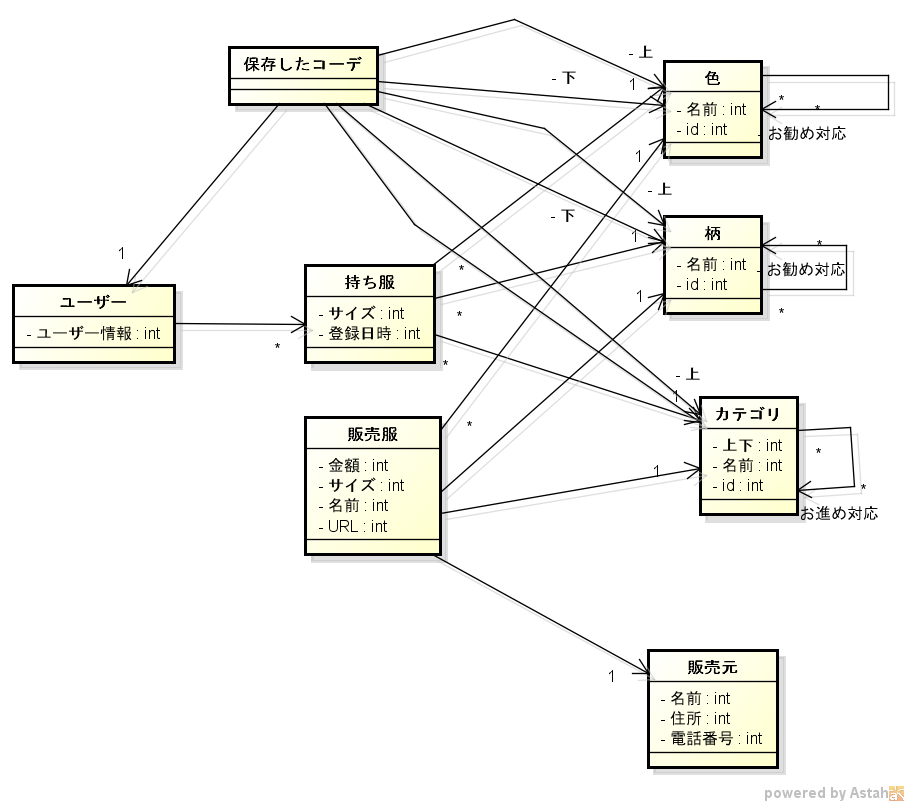 保存したコーデ
- 上
- 下
1
色
- 名前 : int
- id : int
*
*
- お勧め対応
1
- 上
- 下
1
柄
- 名前 : int
- id : int
*
- お勧め対応
*
1
1
ユーザー
- ユーザー情報 : int
*
持ち服
- サイズ : int
- 登録日時 : int
*
*
*
- 上
1
カテゴリ
- 上下 : int
- 名前 : int
- id : int
*
*
お進め対応
販売服
- 金額 : int
- サイズ : int
- 名前 : int
- URL : int
*
1
1
販売元
- 名前 : int
- 住所 : int
- 電話番号 : int
powered by Astah